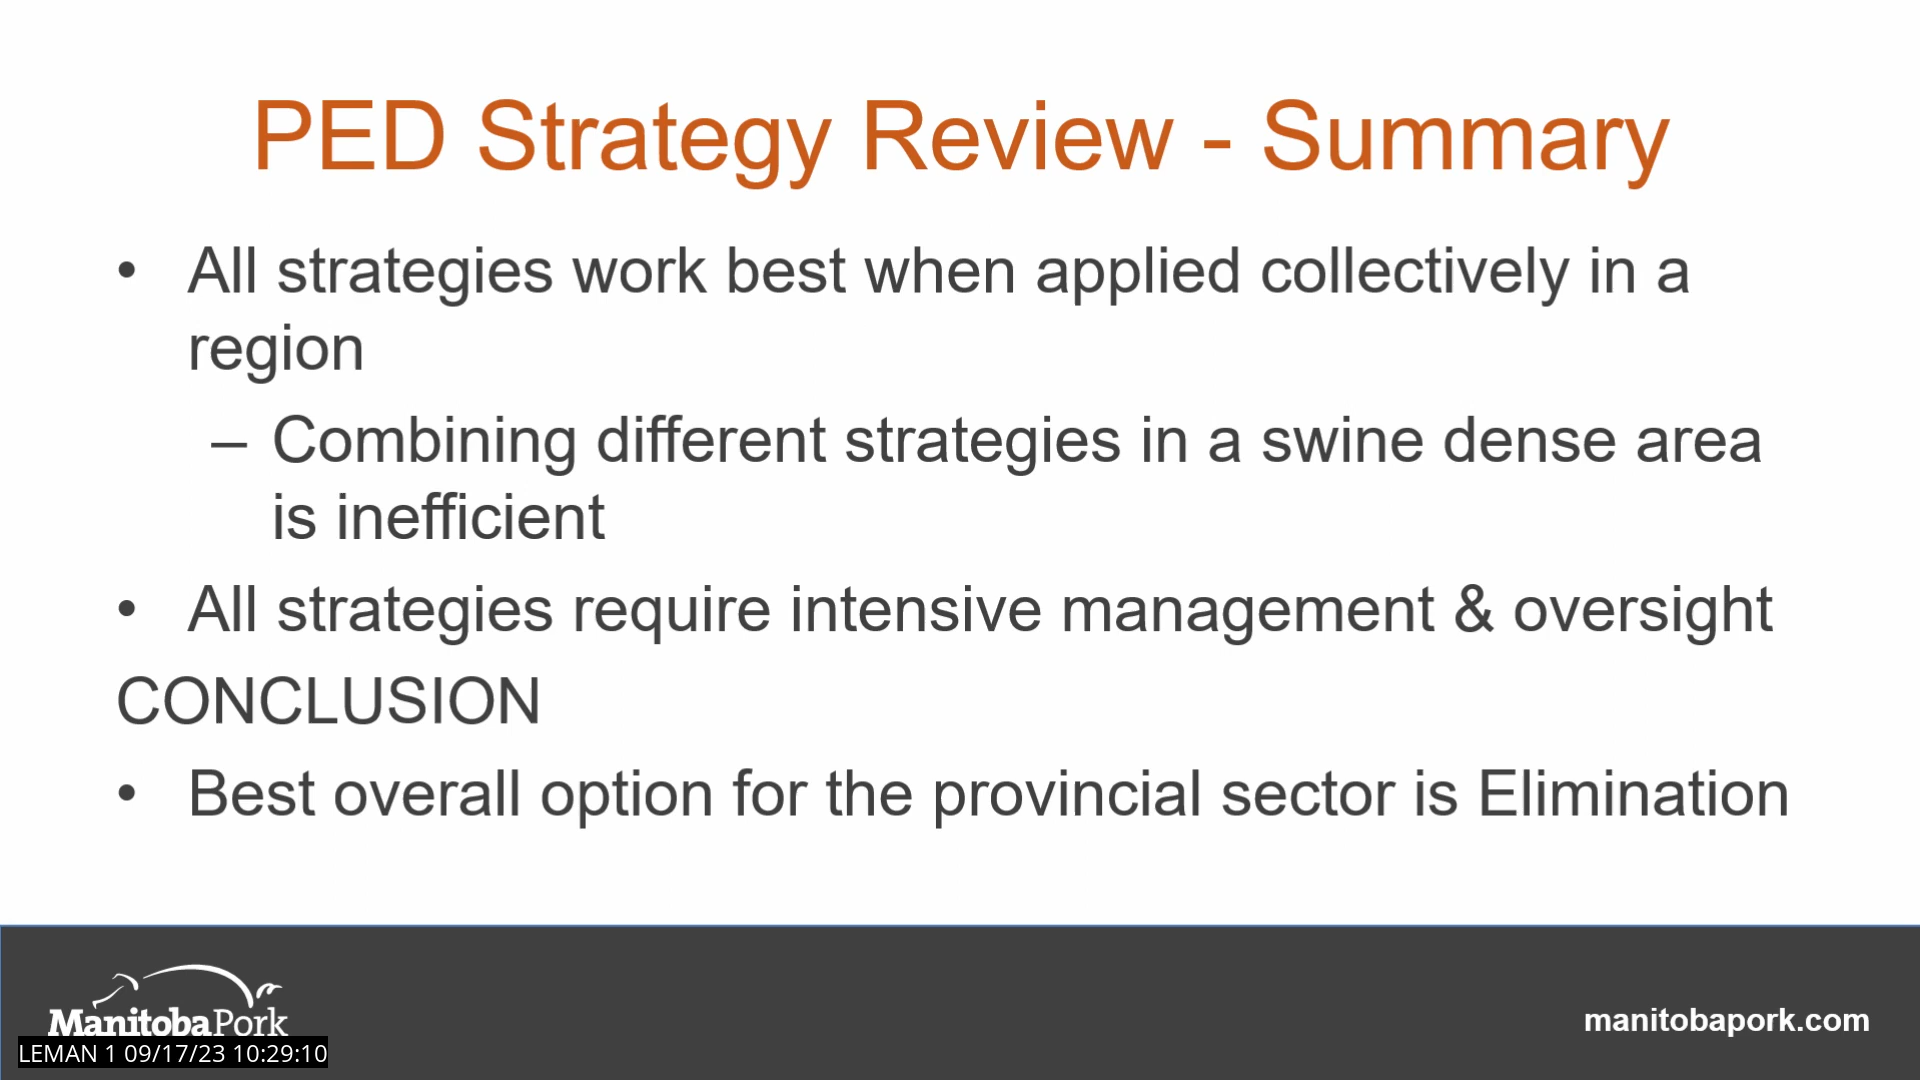 PED Strategy Review - Summary
• All strategies work best when applied collectively in a
region
– Combining different strategies in a swine dense area
is inefficient
• All strategies require intensive management & oversight
CONCLUSION
• Best overall option for the provincial sector is Elimination
ManitobaPork
manitobapork.com
LEMAN 1 09/17/23 10:29:10